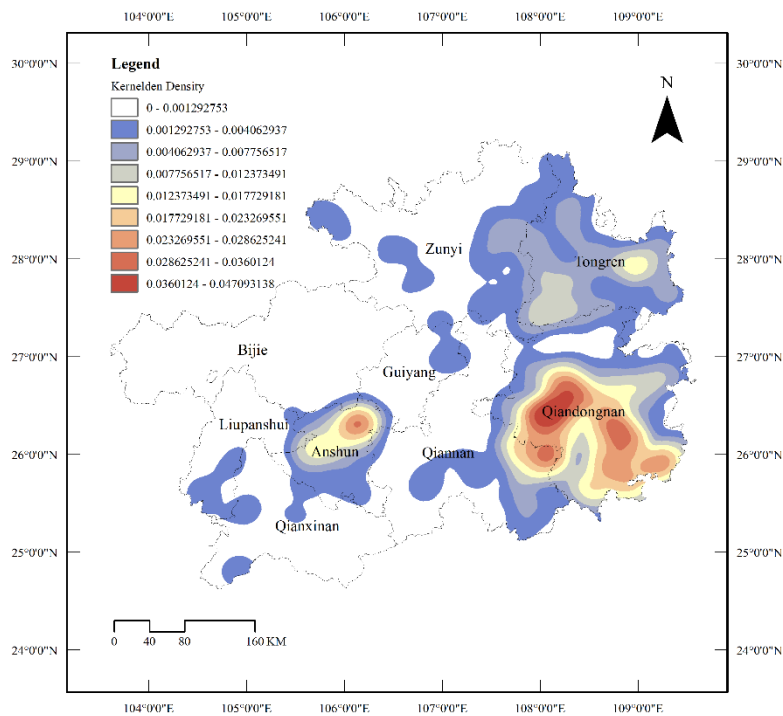 104°0'0"E 105°0'0"E 106°0'0"E 107°0'0"E 108°0'0"E 109°0'0"E
30°0'0"N 30°0'0"N
Legend
Kernelden Density
0 - 0.001292753
0.001292753 - 0.004062937
0.004062937 - 0.007756517
0.007756517 - 0.012373491
0.012373491 - 0.017729181
0.017729181 - 0.023269551
0.023269551 - 0.028625241
0.028625241 - 0.0360124
0.0360124 - 0.047093138
N
29°0'0"N 29°0'0"N
Zunyi
Tongren
28°0'0"N 28°0'0"N
27°0'0"N 27°0'0"N
Bijie
Guiyang
Liupanshui
Qiandongnan
Anshun
Qiannan
26°0'0"N 26°0'0"N
Qianxinan
25°0'0"N 25°0'0"N
0 40 80 160 KM
24°0'0"N 24°0'0"N
104°0'0"E 105°0'0"E 106°0'0"E 107°0'0"E 108°0'0"E 109°0'0"E